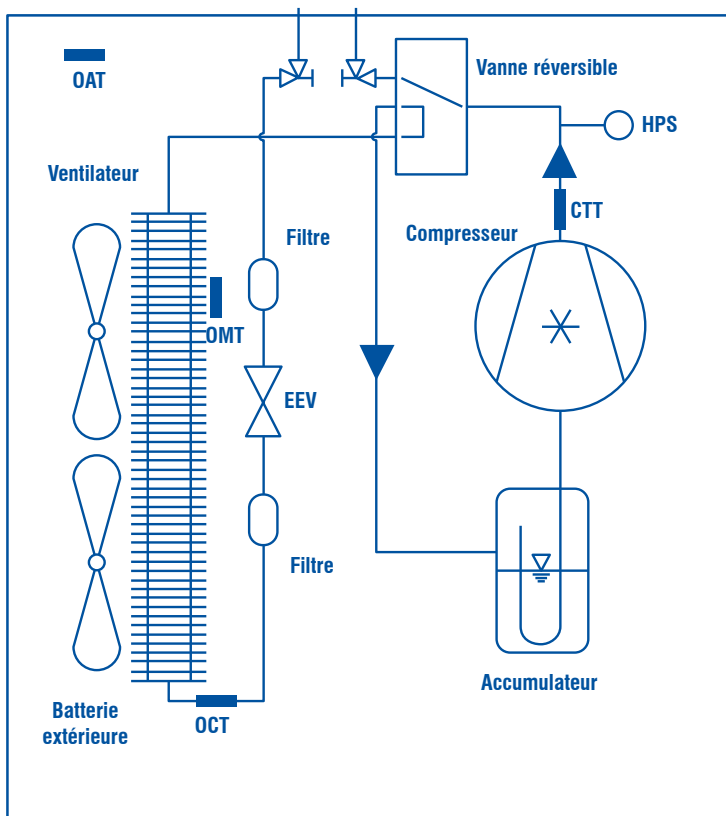 OAT
Vanne réversible
HPS
Ventilateur
CTT
Compresseur
Filtre
OMT
EEV
Filtre
Accumulateur
Batterie
extérieure
OCT